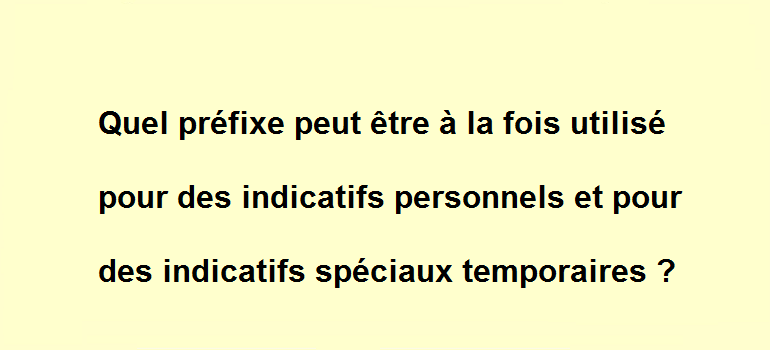 Quel préfixe peut être à la fois utilisé
pour des indicatifs personnels et pour
des indicatifs spéciaux temporaires ?